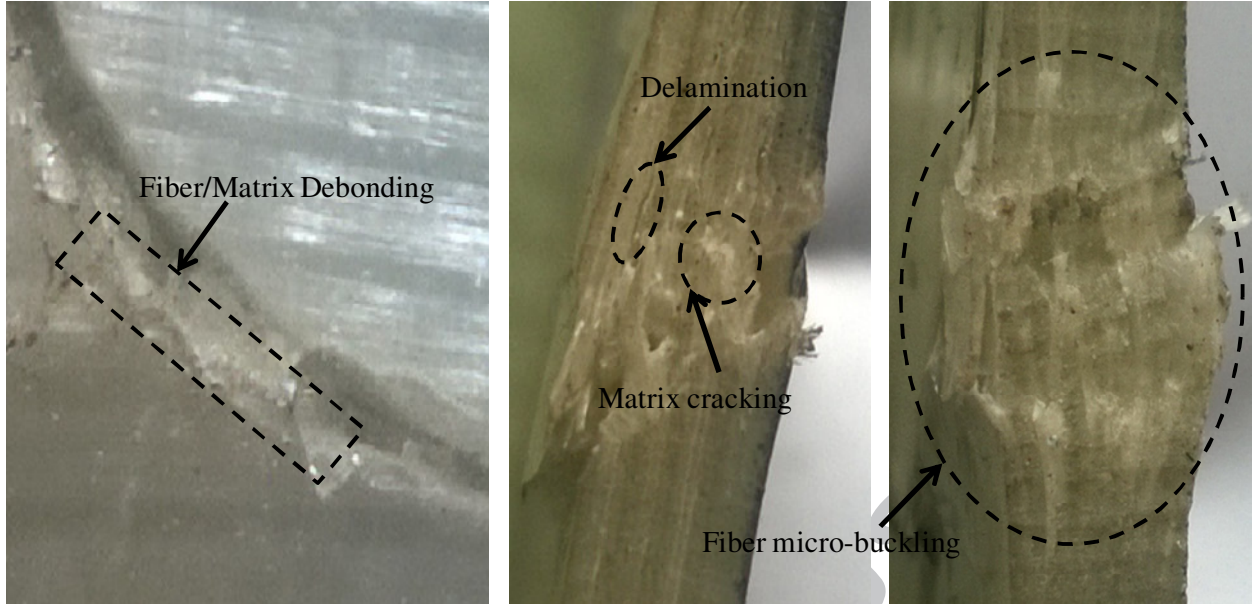 Delamination
Fiber/Matrix Debonding
Matrix cracking
Fiber micro-buckling